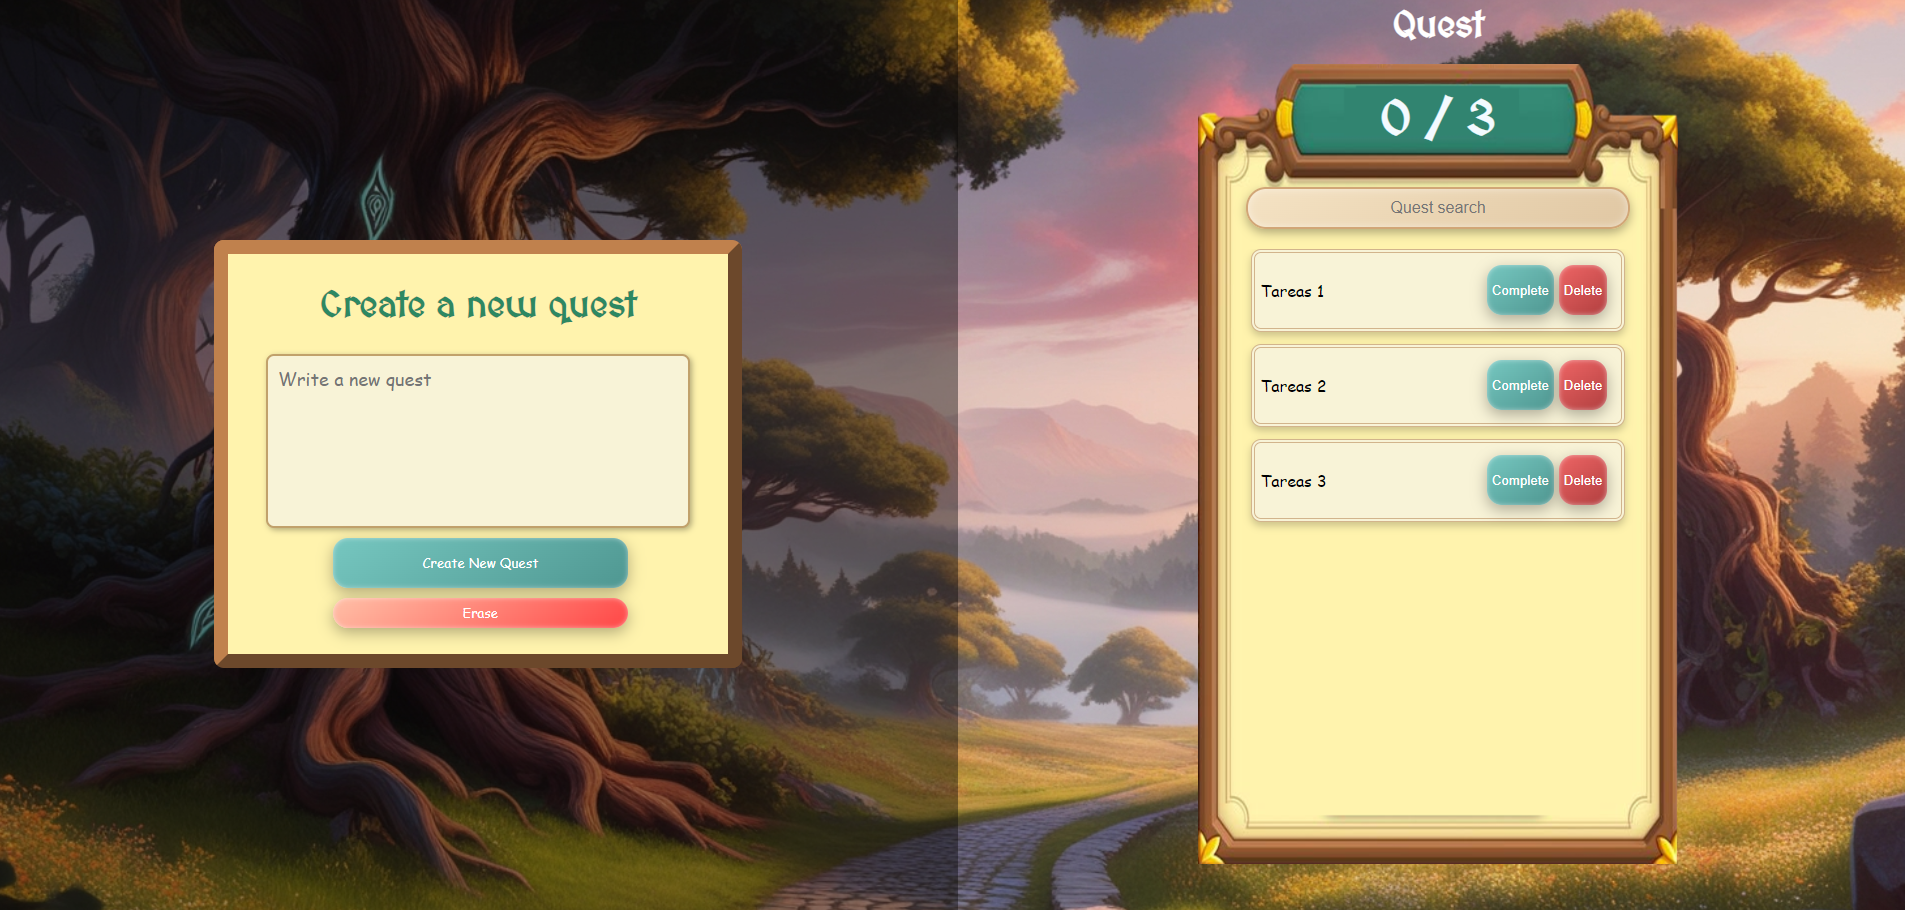 Create a new quest
Write a new quest
Create New Quest
Erase
Quest
0 / 3
Quest search
Tareas 1 Complete Delete
Tareas 2 Complete Delete
Tareas 3 Complete Delete